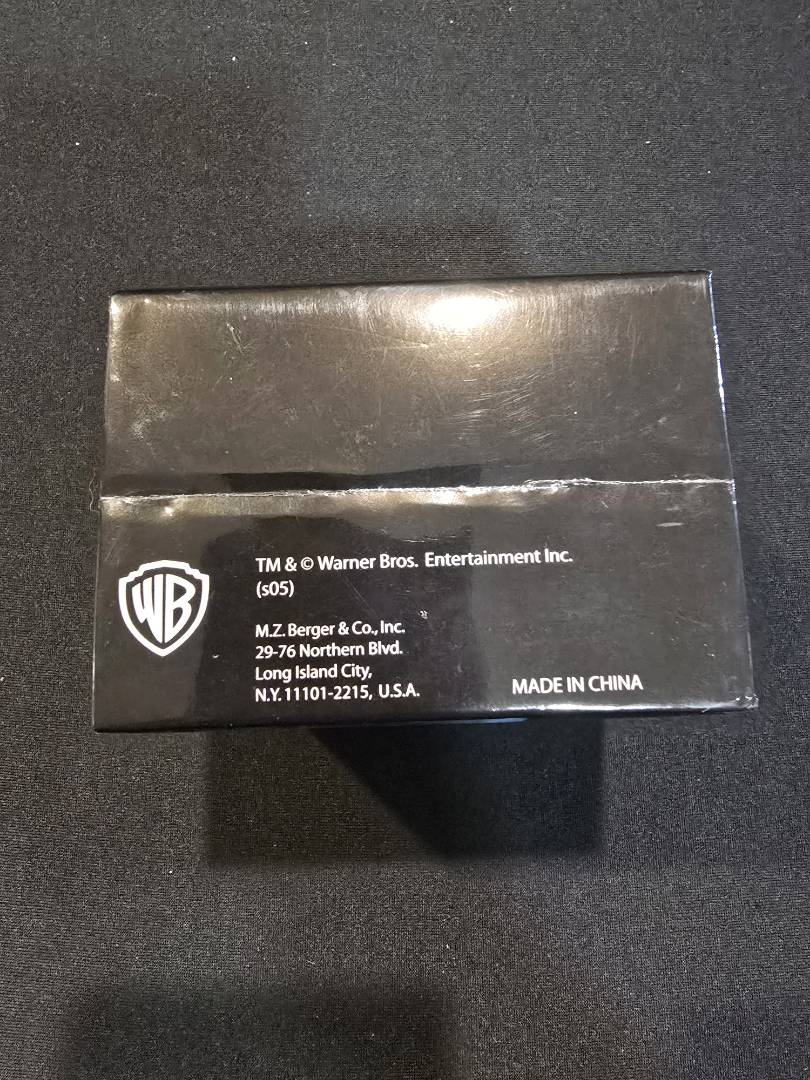 TM & © Warner Bros. Entertainment Inc.
(s05)
WB
M.Z. Berger & Co., Inc.
29-76 Northern Blvd.
Long Island City,
N.Y. 11101-2215, U.S.A.
MADE IN CHINA